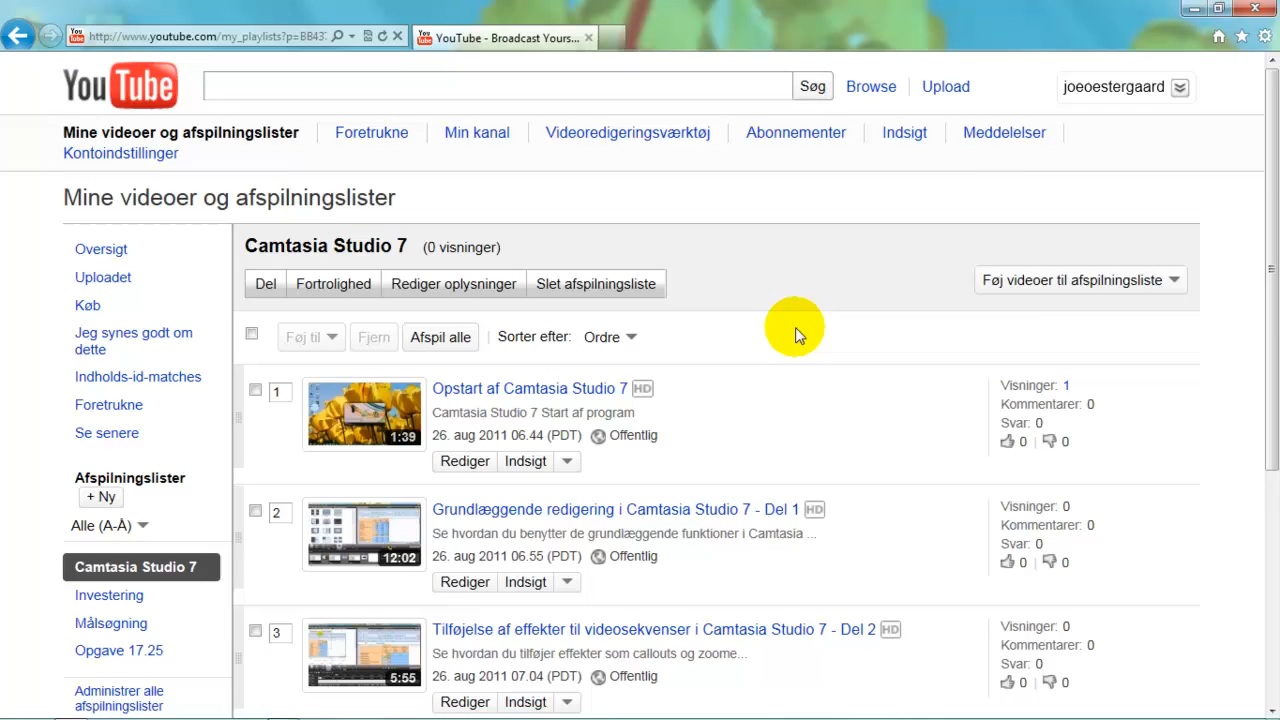 http://www.youtube.com/my_playlists?p=BB43
YouTube - Broadcast Yours...
YouTube
Søg
Browse
Upload
joeoestergaard
Mine videoer og afspilningslister
Foretrukne
Min kanal
Videoredigeringsværktøj
Abonnementer
Indsigt
Meddelelser
Kontoindstillinger
Mine videoer og afspilningslister
Oversigt
Uploadet
Køb
Jeg synes godt om
dette
Indholds-id-matches
Foretrukne
Se senere
Afspilningslister
+ Ny
Alle (A-Å)
Camtasia Studio 7
Investering
Målsøgning
Opgave 17.25
Administrer alle
afspilningslister
Camtasia Studio 7 (0 visninger)
Del
Fortrolighed
Rediger oplysninger
Slet afspilningsliste
Føj videoer til afspilningsliste
Føj til
Fjern
Afspil alle
Sorter efter: Ordre
1
1:39
Opstart af Camtasia Studio 7 HD
Camtasia Studio 7 Start af program
26. aug 2011 06.44 (PDT) Offentlig
Rediger
Indsigt
Visninger: 1
Kommentarer: 0
Svar: 0
0 0
2
12:02
Grundlæggende redigering i Camtasia Studio 7 - Del 1 HD
Se hvordan du benytter de grundlæggende funktioner i Camtasia ...
26. aug 2011 06.55 (PDT) Offentlig
Rediger
Indsigt
Visninger: 0
Kommentarer: 0
Svar: 0
0 0
3
5:55
Tilføjelse af effekter til videosekvenser i Camtasia Studio 7 - Del 2 HD
Se hvordan du tilføjer effekter som callouts og zoome...
26. aug 2011 07.04 (PDT) Offentlig
Rediger
Indsigt
Visninger: 0
Kommentarer: 0
Svar: 0
0 0